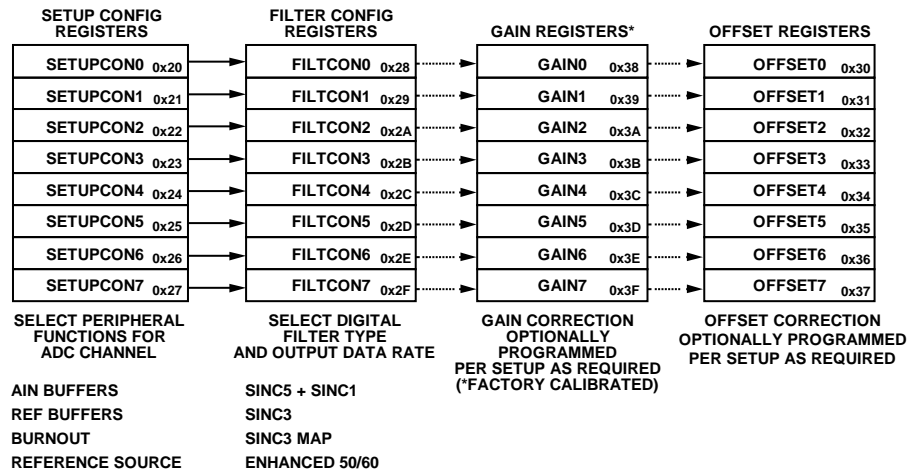 SETUP CONFIG
REGISTERS
FILTER CONFIG
REGISTERS
GAIN REGISTERS*
OFFSET REGISTERS
SETUPCON0 0x20
FILTCON0 0x28
GAIN0 0x38
OFFSET0 0x30
SETUPCON1 0x21
FILTCON1 0x29
GAIN1 0x39
OFFSET1 0x31
SETUPCON2 0x22
FILTCON2 0x2A
GAIN2 0x3A
OFFSET2 0x32
SETUPCON3 0x23
FILTCON3 0x2B
GAIN3 0x3B
OFFSET3 0x33
SETUPCON4 0x24
FILTCON4 0x2C
GAIN4 0x3C
OFFSET4 0x34
SETUPCON5 0x25
FILTCON5 0x2D
GAIN5 0x3D
OFFSET5 0x35
SETUPCON6 0x26
FILTCON6 0x2E
GAIN6 0x3E
OFFSET6 0x36
SETUPCON7 0x27
FILTCON7 0x2F
GAIN7 0x3F
OFFSET7 0x37
SELECT PERIPHERAL
FUNCTIONS FOR
ADC CHANNEL
SELECT DIGITAL
FILTER TYPE
AND OUTPUT DATA RATE
GAIN CORRECTION
OPTIONALLY
PROGRAMMED
PER SETUP AS REQUIRED
(*FACTORY CALIBRATED)
OFFSET CORRECTION
OPTIONALLY PROGRAMMED
PER SETUP AS REQUIRED
AIN BUFFERS
REF BUFFERS
BURNOUT
REFERENCE SOURCE
SINC5 + SINC1
SINC3
SINC3 MAP
ENHANCED 50/60